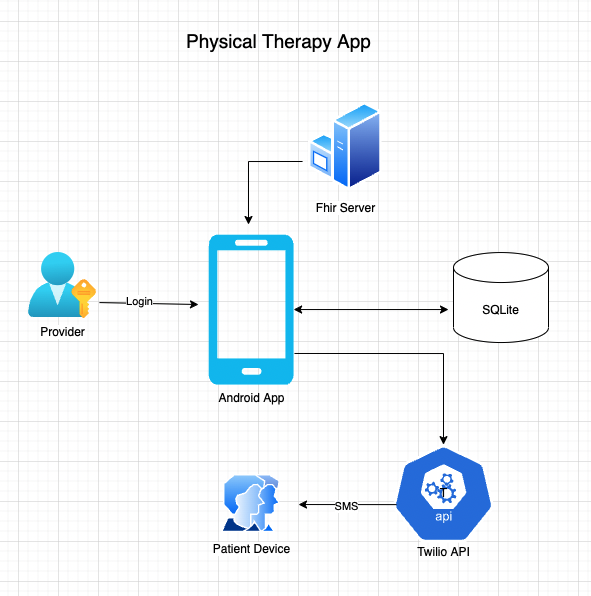 Physical Therapy App
Fhir Server
Login
SQLite
Provider
Android App
SMS
T
api
Patient Device
Twilio API